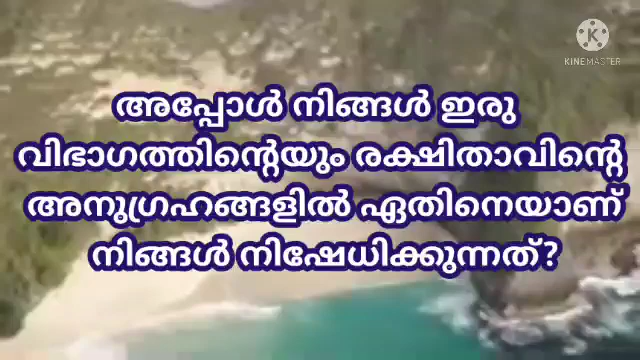 KINEMASTER
അപ്പോൾ നിങ്ങൾ ഇരു
വിഭാഗത്തിന്റെയും രക്ഷിതാവിന്റെ
അനുഗ്രഹങ്ങളിൽ ഏതിനെയാണ്
നിങ്ങൾ നിഷേധിക്കുന്നത്?